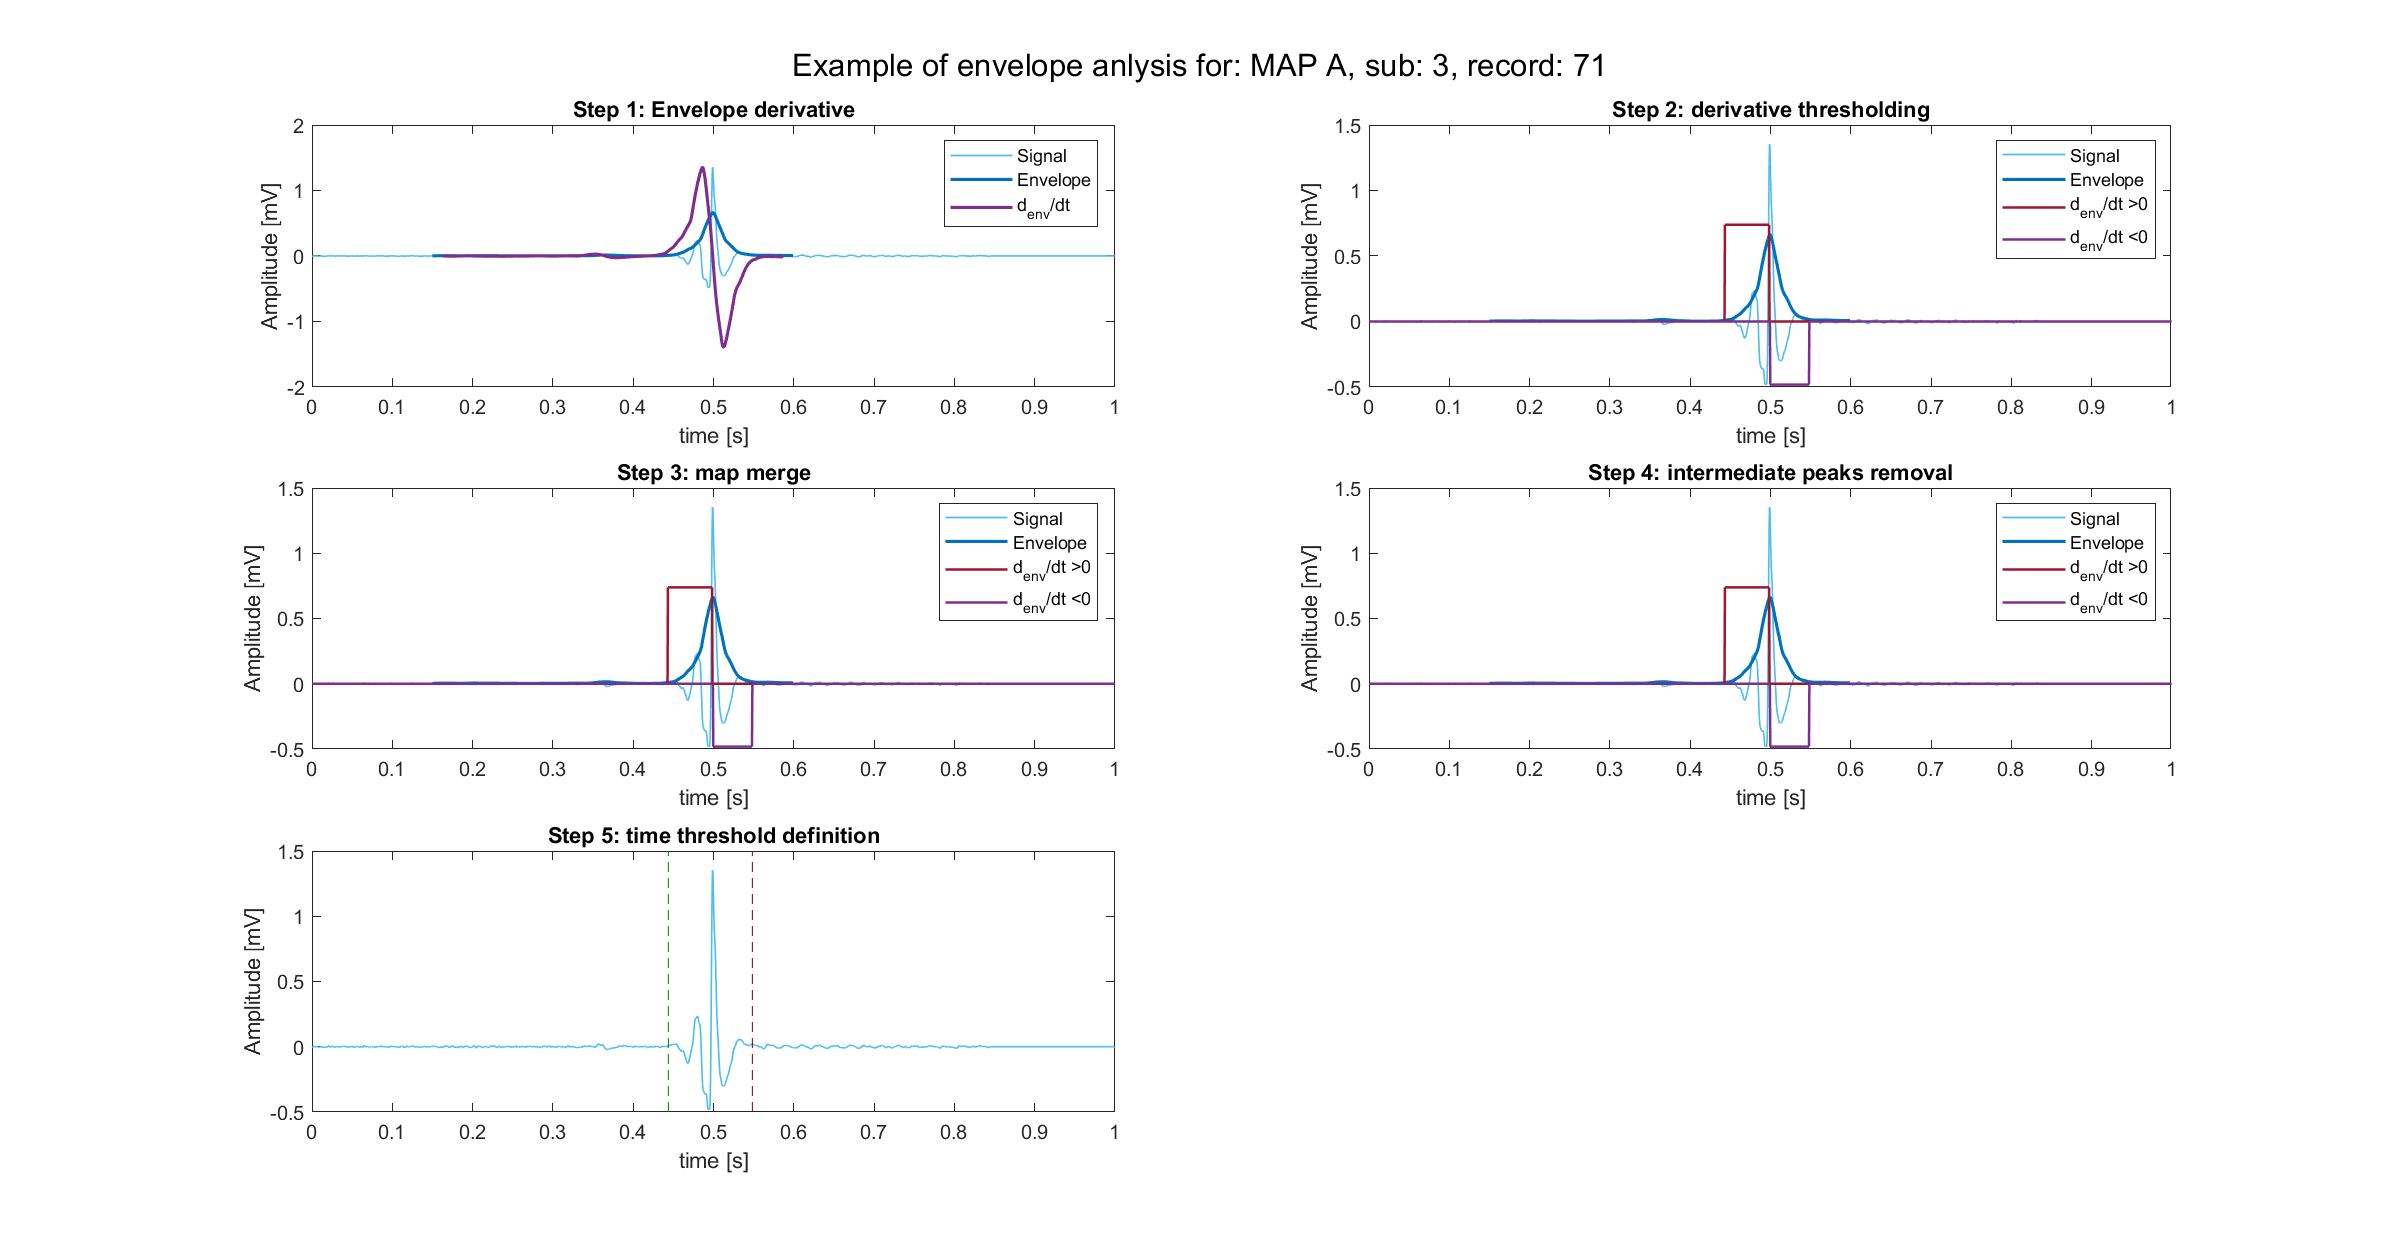 Example of envelope anlysis for: MAP A, sub: 3, record: 71
Step 1: Envelope derivative
2
1
0
-1
-2
Amplitude [mV]
0 0.1 0.2 0.3 0.4 0.5 0.6 0.7 0.8 0.9 1
time [s]
Signal
Envelope
d_env/dt
Step 2: derivative thresholding
1.5
1
0.5
0
-0.5
Amplitude [mV]
0 0.1 0.2 0.3 0.4 0.5 0.6 0.7 0.8 0.9 1
time [s]
Signal
Envelope
d_env/dt >0
d_env/dt <0
Step 3: map merge
1.5
1
0.5
0
-0.5
Amplitude [mV]
0 0.1 0.2 0.3 0.4 0.5 0.6 0.7 0.8 0.9 1
time [s]
Signal
Envelope
d_env/dt >0
d_env/dt <0
Step 4: intermediate peaks removal
1.5
1
0.5
0
-0.5
Amplitude [mV]
0 0.1 0.2 0.3 0.4 0.5 0.6 0.7 0.8 0.9 1
time [s]
Signal
Envelope
d_env/dt >0
d_env/dt <0
Step 5: time threshold definition
1.5
1
0.5
0
-0.5
Amplitude [mV]
0 0.1 0.2 0.3 0.4 0.5 0.6 0.7 0.8 0.9 1
time [s]